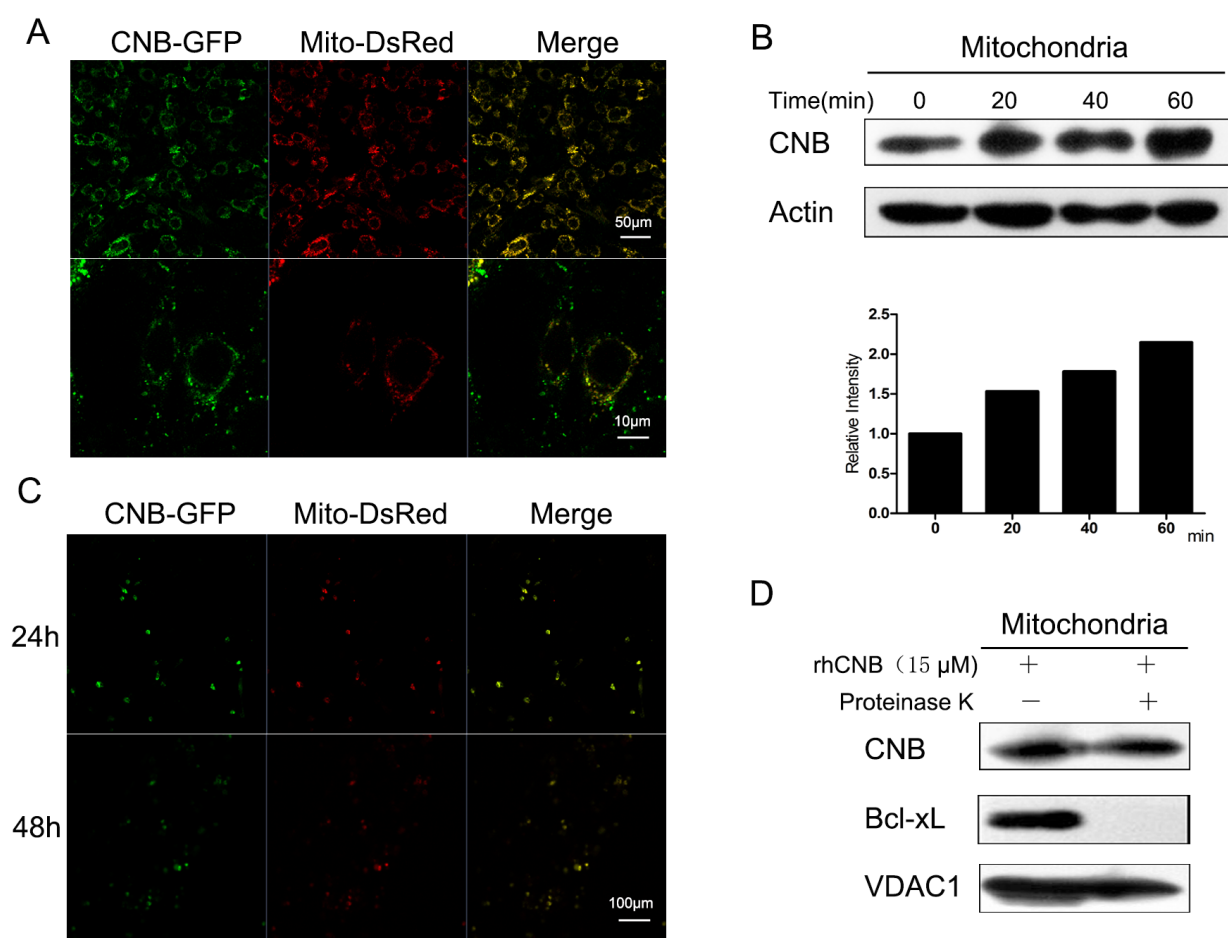 A
CNB-GFP Mito-DsRed Merge
50µm
10µm
B
Mitochondria
Time(min) 0 20 40 60
CNB
Actin
2.5
2.0
1.5
1.0
0.5
0.0
Relative Intensity
0 20 40 60 min
C
CNB-GFP Mito-DsRed Merge
24h
48h
100µm
D
Mitochondria
rhCNB（15 µM) + +
Proteinase K − +
CNB
Bcl-xL
VDAC1